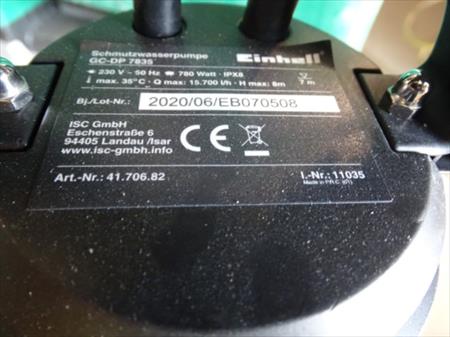 Schmutzwasserpumpe
GC-DP 7835
Einhell
230 V ~ 50 Hz 780 Watt · IPX8
max. 35°C · Q max: 15.700 l/h · H max: 8m
7 m
Bj./Lot-Nr.: 2020/06/EB070508
ISC GmbH
Eschenstraße 6
94405 Landau /Isar
www.isc-gmbh.info
CE
Art.-Nr.: 41.706.82
I.-Nr.: 11035
Made in P.R.C.